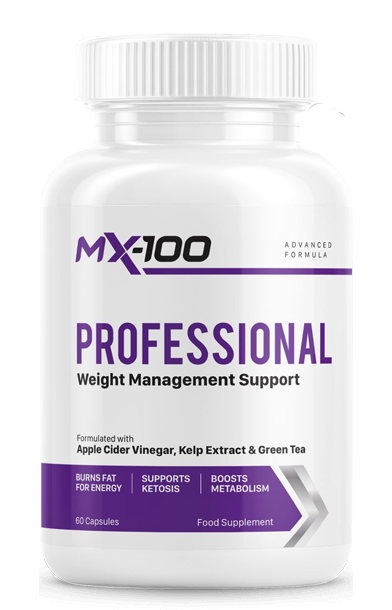 MX-100
ADVANCED
FORMULA
PROFESSIONAL
Weight Management Support
Formulated with
Apple Cider Vinegar, Kelp Extract & Green Tea
BURNS FAT
FOR ENERGY
SUPPORTS
KETOSIS
BOOSTS
METABOLISM
60 Capsules
Food Supplement